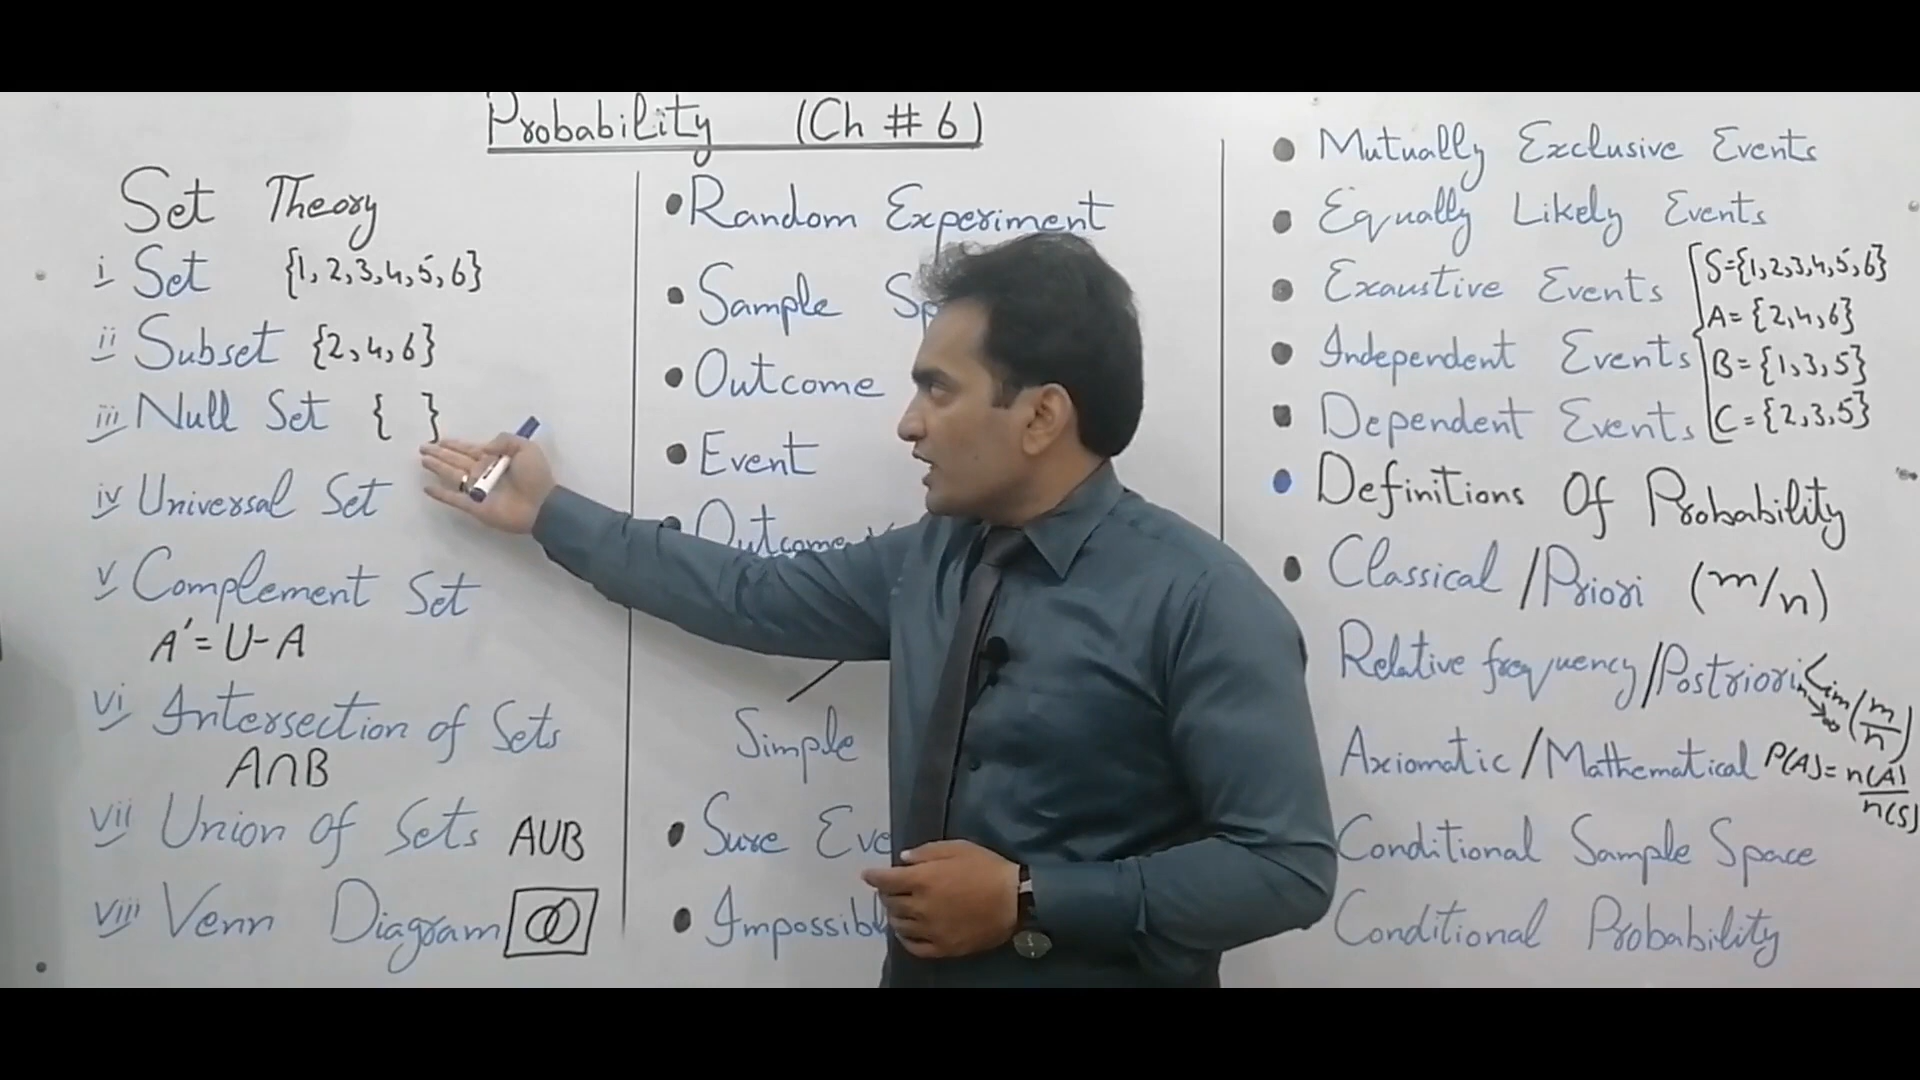 Probability (Ch # 6)
Set Theory
i Set {1,2,3,4,5,6}
ii Subset {2,4,6}
iii Null Set { }
iv Universal Set
v Complement Set
A' = U - A
vi Intersection of Sets
A∩B
vii Union of Sets AUB
viii Venn Diagram
• Random Experiment
• Sample
• Outcome
• Event
Simple
• Sure
• Mutually Exclusive Events
• Equally Likely Events
• Exaustive Events
• Independent Events
• Dependent Events
S={1,2,3,4,5,6}
A={2,4,6}
B={1,3,5}
C={2,3,5}
• Definitions Of Probability
• Classical/Priori (m/n)
Relative frequency/Postriori Lim n→∞ (m/n)
Axiomatic/Mathematical P(A)=n(A)/n(S)
Conditional Sample Space
Conditional Probability